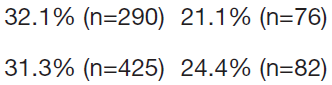 32.1% (n=290) 21.1% (n=76)
31.3% (n=425) 24.4% (n=82)